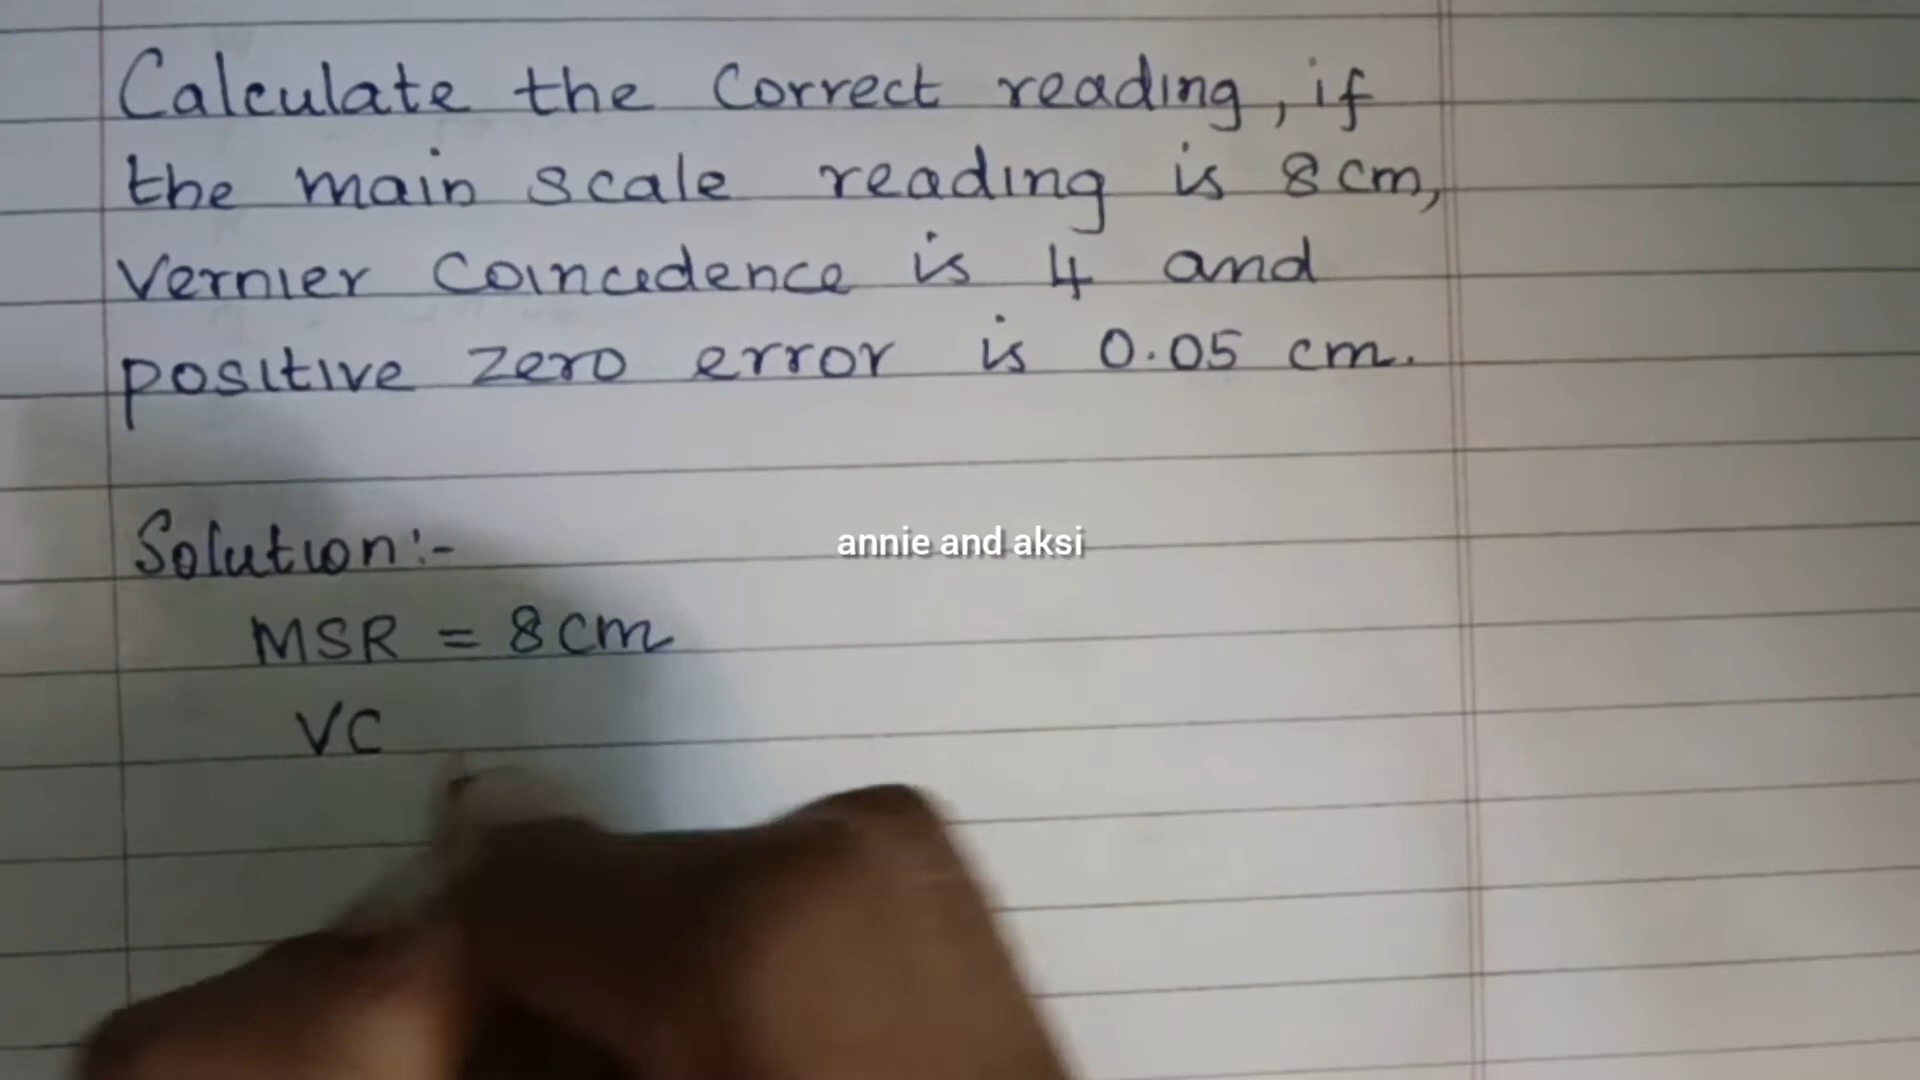 Calculate the correct reading, if
the main scale reading is 8cm,
Vernier Coincidence is 4 and
positive zero error is 0.05 cm.
Solution:-
annie and aksi
MSR = 8cm
VC